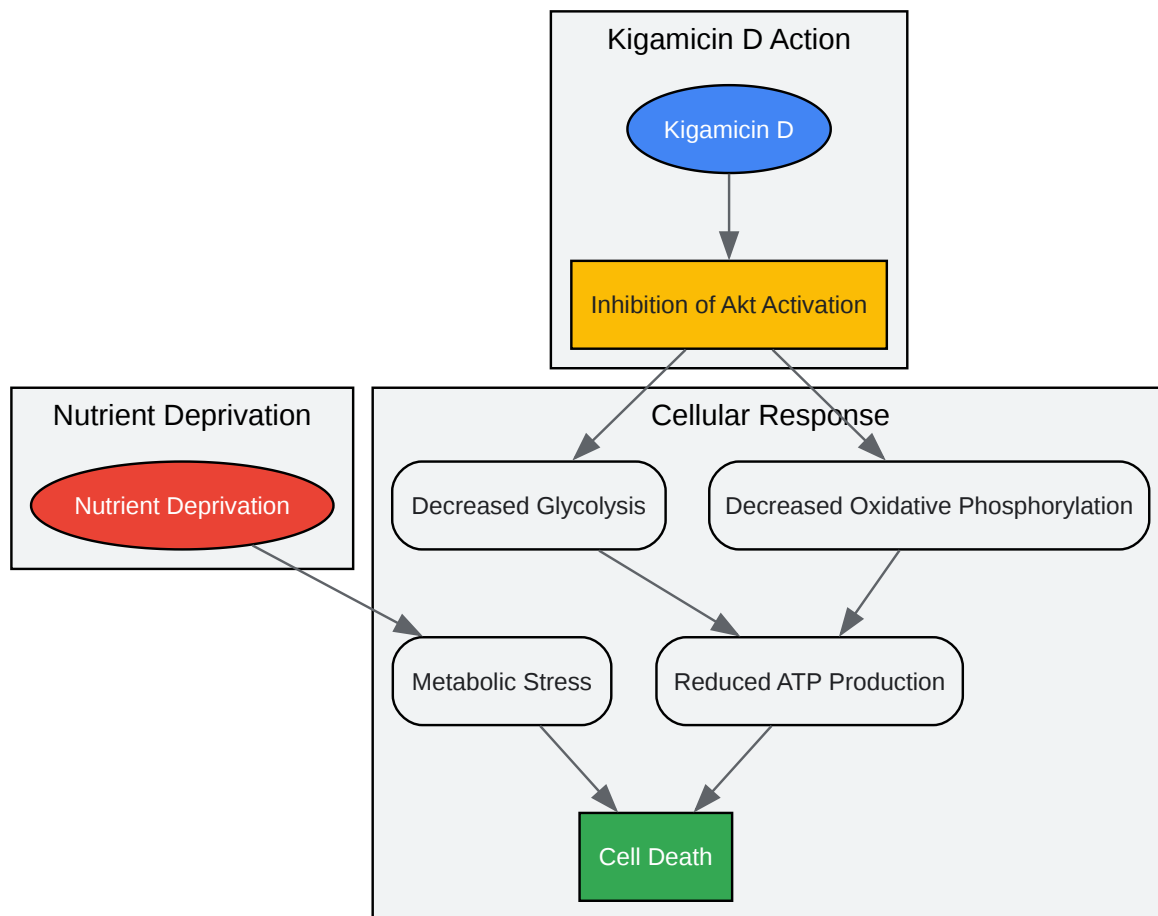 Kigamicin D Action
Kigamicin D
Inhibition of Akt Activation
Nutrient Deprivation
Nutrient Deprivation
Cellular Response
Decreased Glycolysis
Decreased Oxidative Phosphorylation
Metabolic Stress
Reduced ATP Production
Cell Death